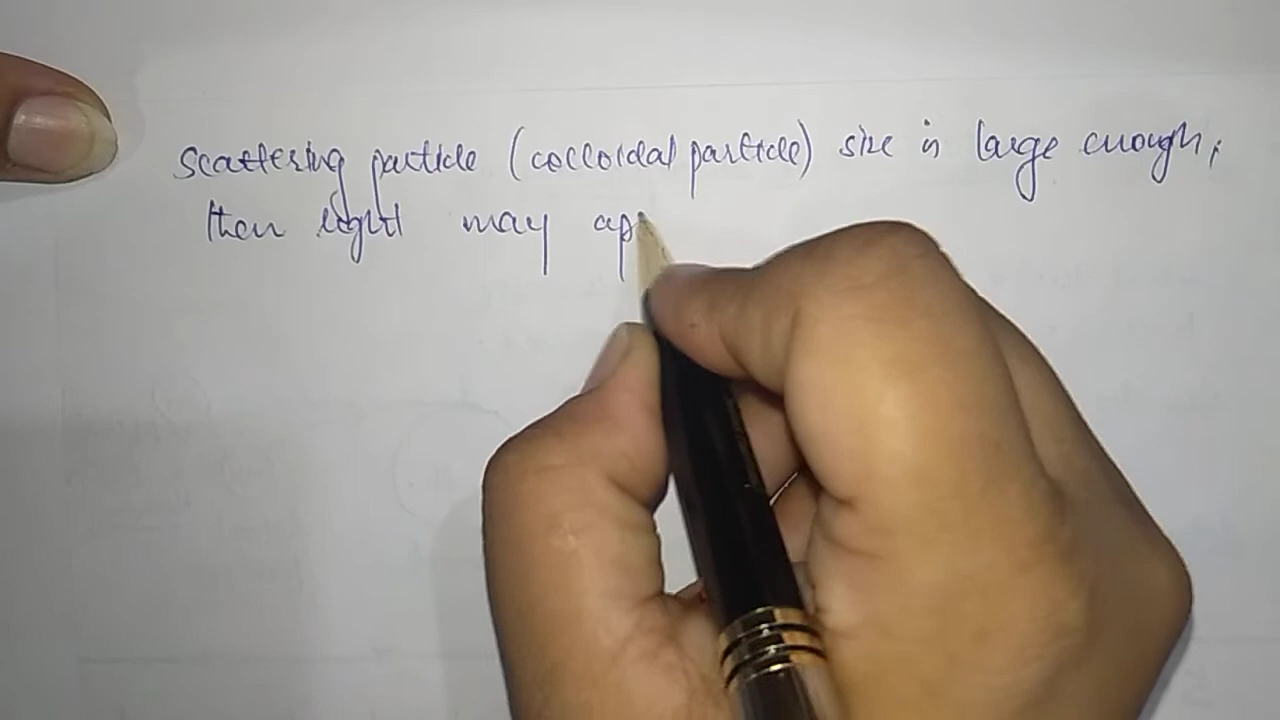 Scattering particle (colloidal particle) size is large enough,
then light may ap